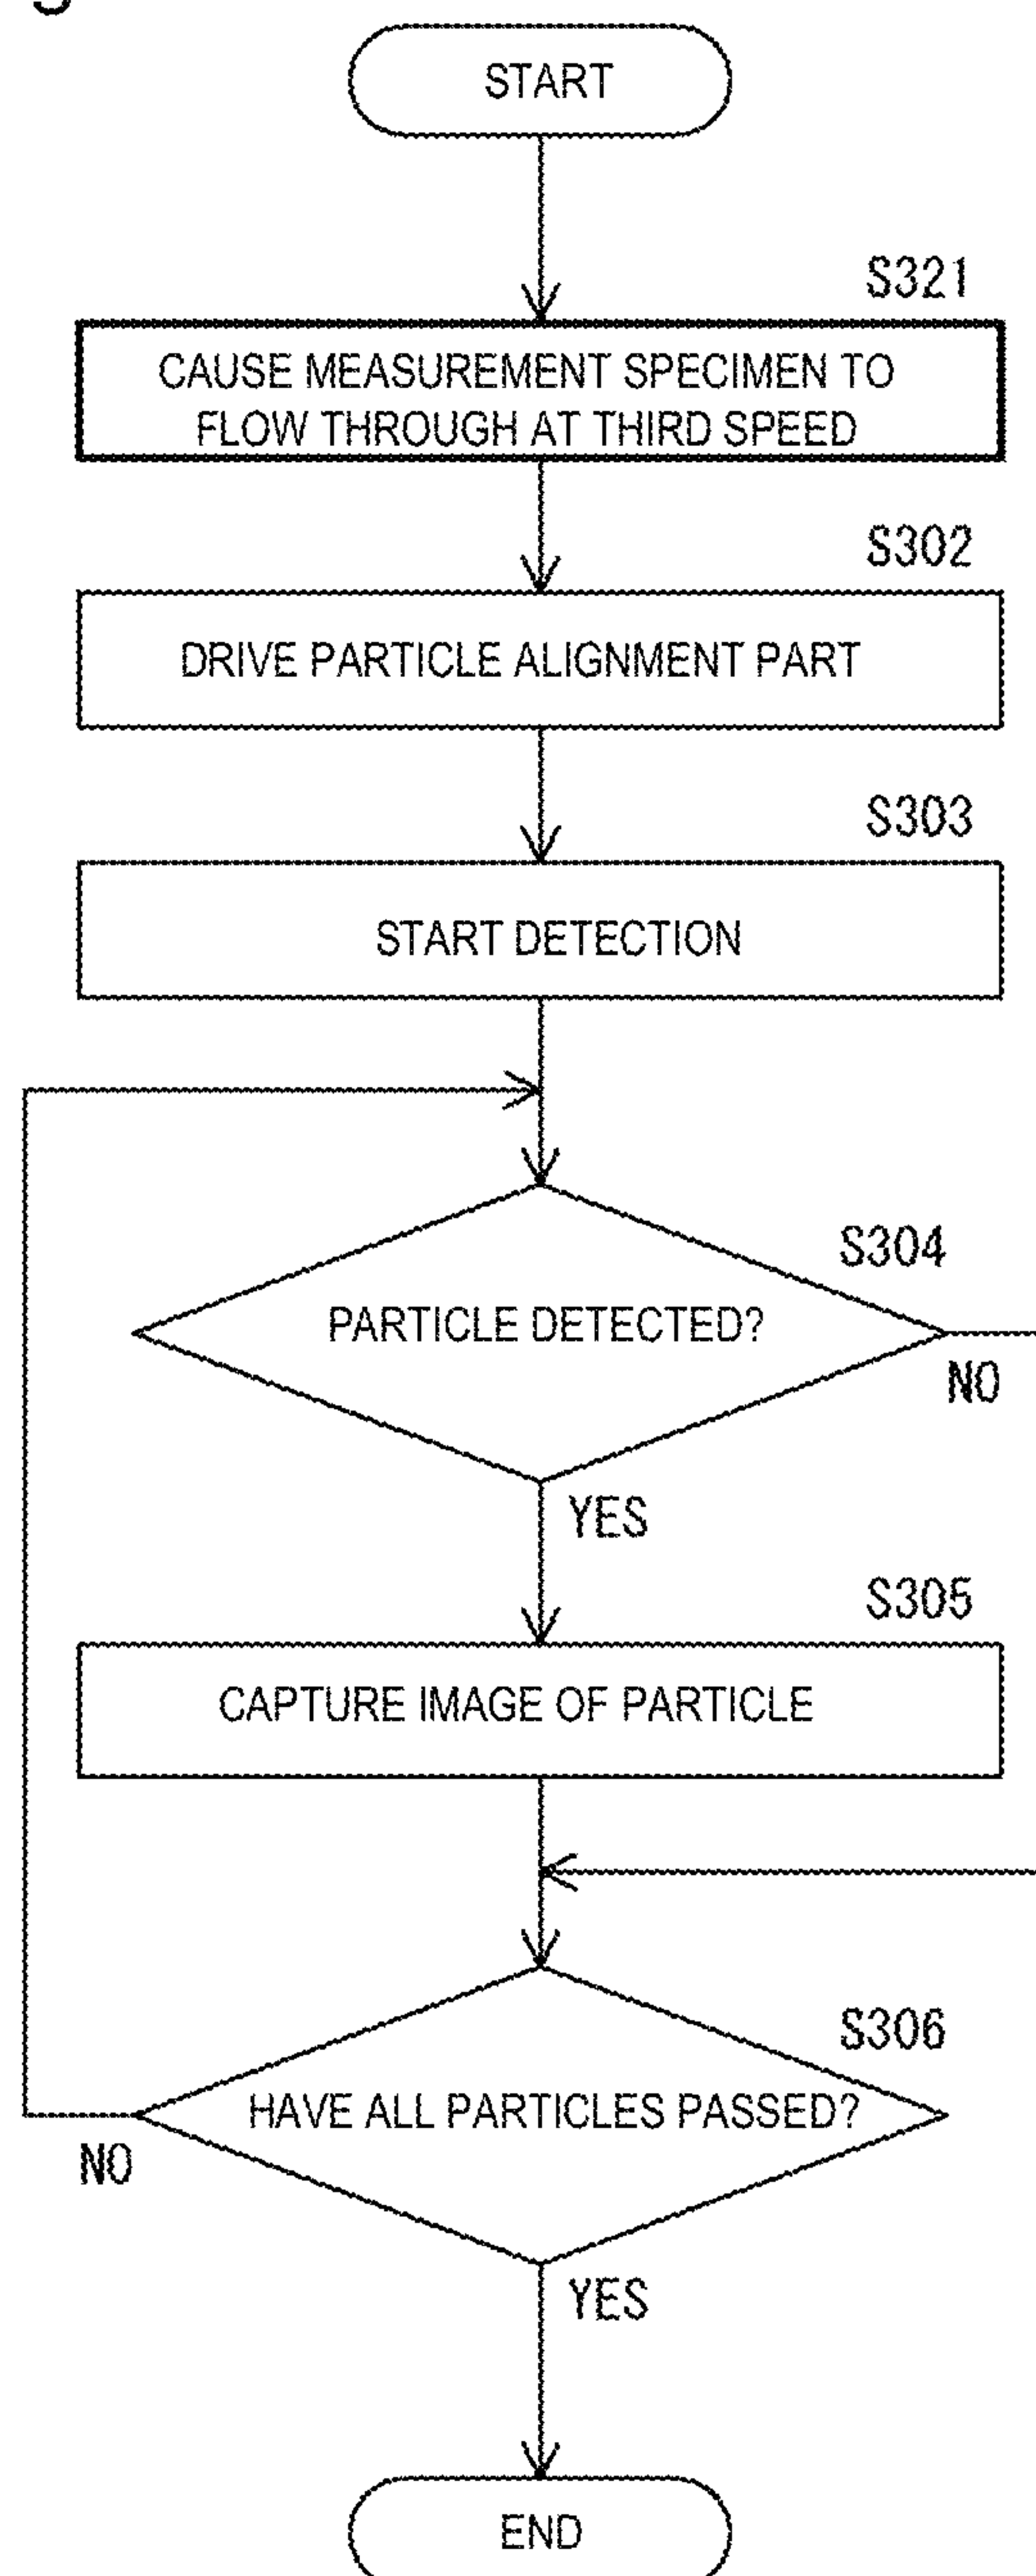 START
S321
CAUSE MEASUREMENT SPECIMEN TO
FLOW THROUGH AT THIRD SPEED
S302
DRIVE PARTICLE ALIGNMENT PART
S303
START DETECTION
S304
PARTICLE DETECTED?
NO
YES
S305
CAPTURE IMAGE OF PARTICLE
S306
HAVE ALL PARTICLES PASSED?
NO
YES
END